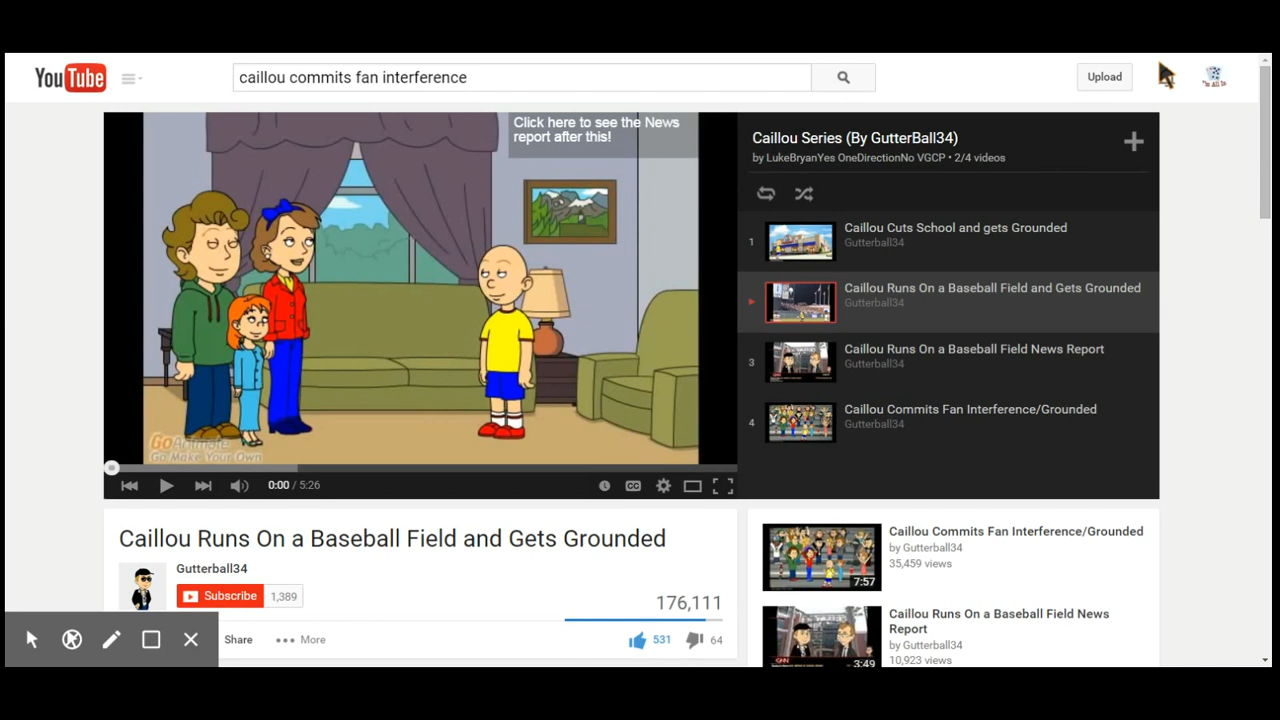 YouTube
caillou commits fan interference
Upload
Click here to see the News
report after this!
GoAnimate
Go Make Your Own
0:00 / 5:26
CC
Caillou Series (By GutterBall34)
by LukeBryanYes OneDirectionNo VGCP • 2/4 videos
1
Caillou Cuts School and gets Grounded
Gutterball34
Caillou Runs On a Baseball Field and Gets Grounded
Gutterball34
3
Caillou Runs On a Baseball Field News Report
Gutterball34
4
Caillou Commits Fan Interference/Grounded
Gutterball34
Caillou Runs On a Baseball Field and Gets Grounded
Gutterball34
Subscribe 1,389
176,111
Share
More
531
64
Caillou Commits Fan Interference/Grounded
by Gutterball34
35,459 views
7:57
Caillou Runs On a Baseball Field News
Report
by Gutterball34
10,923 views
3:49